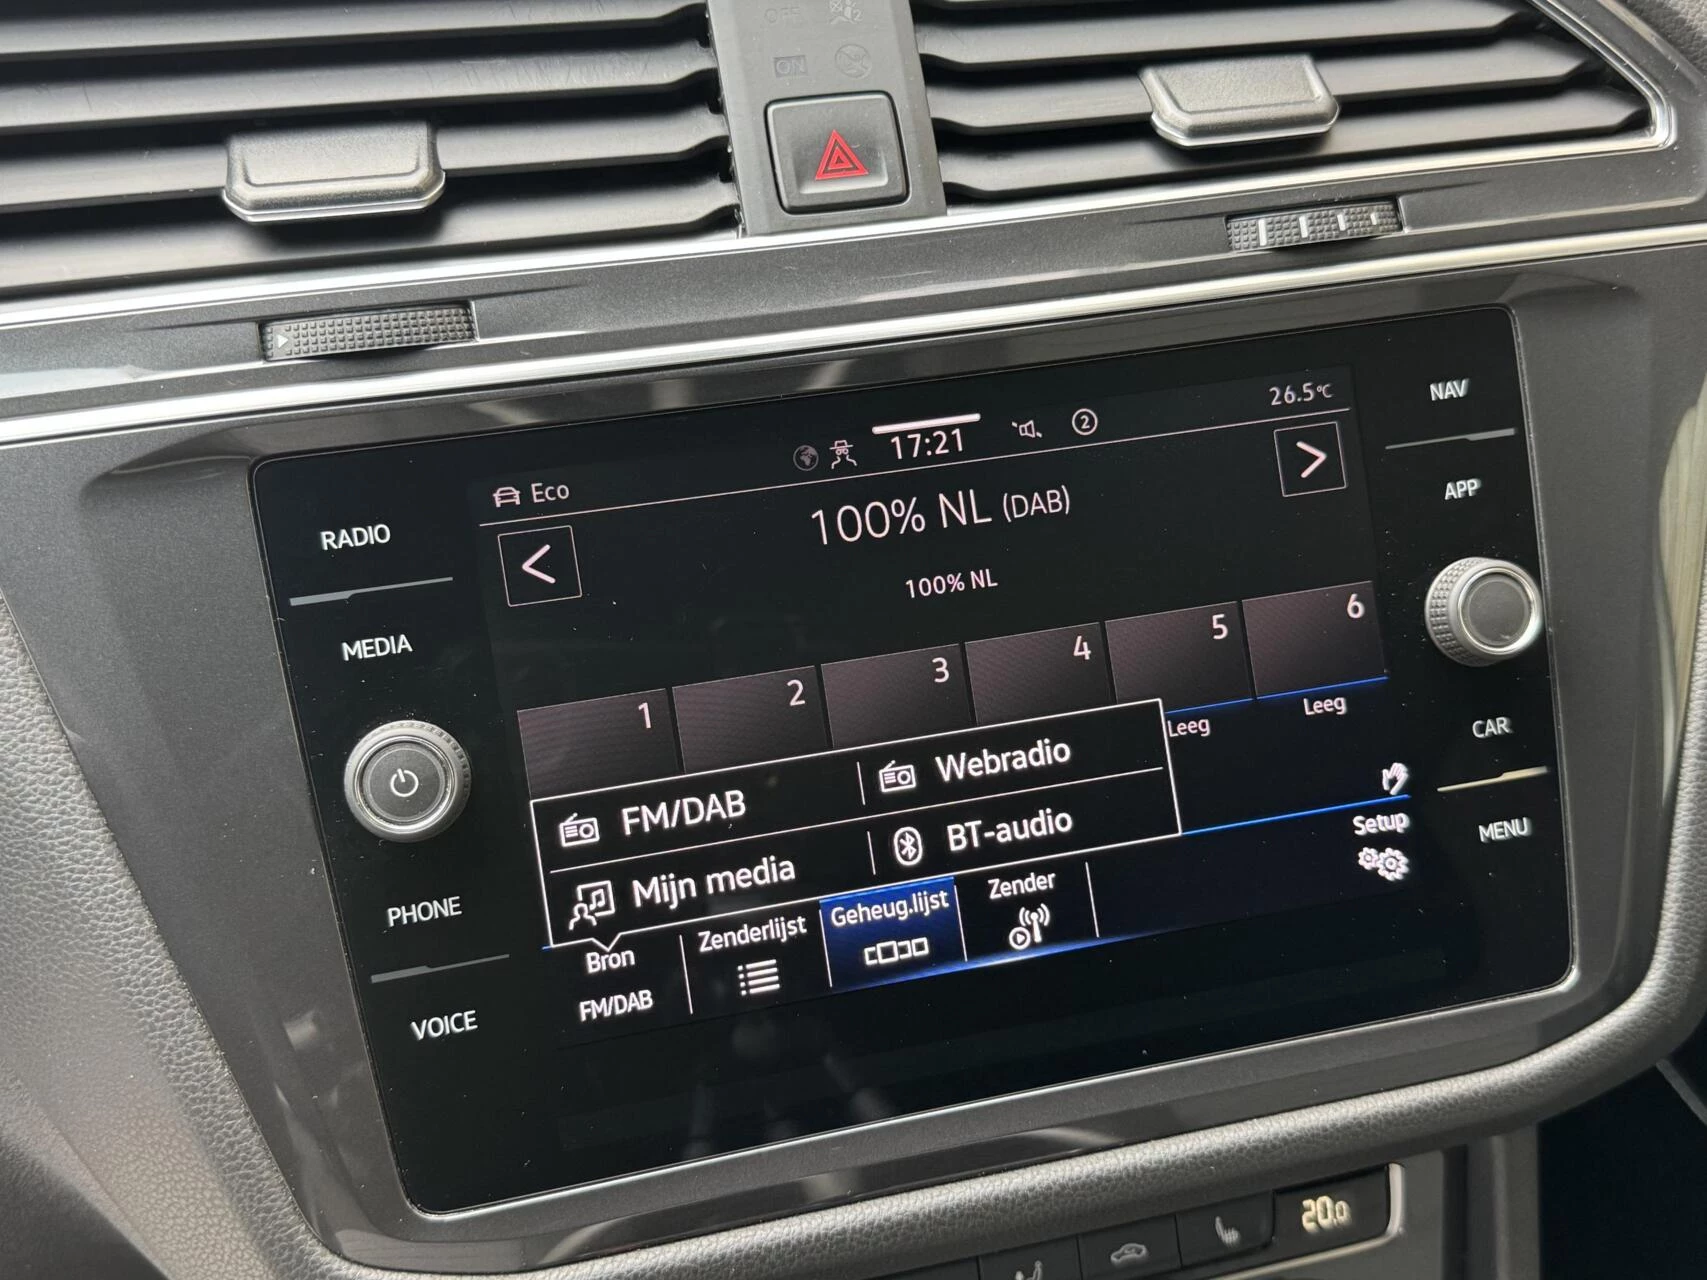 OFF
2
ON
NAV
26.5°C
17:21
2
Eco
APP
100% NL (DAB)
RADIO
100% NL
MEDIA
1
2
3
4
5
6
Leeg
Leeg
CAR
FM/DAB
Webradio
Mijn media
BT-audio
Setup
MENU
PHONE
Bron
Zenderlijst
Geheug.lijst
Zender
FM/DAB
VOICE
20.0